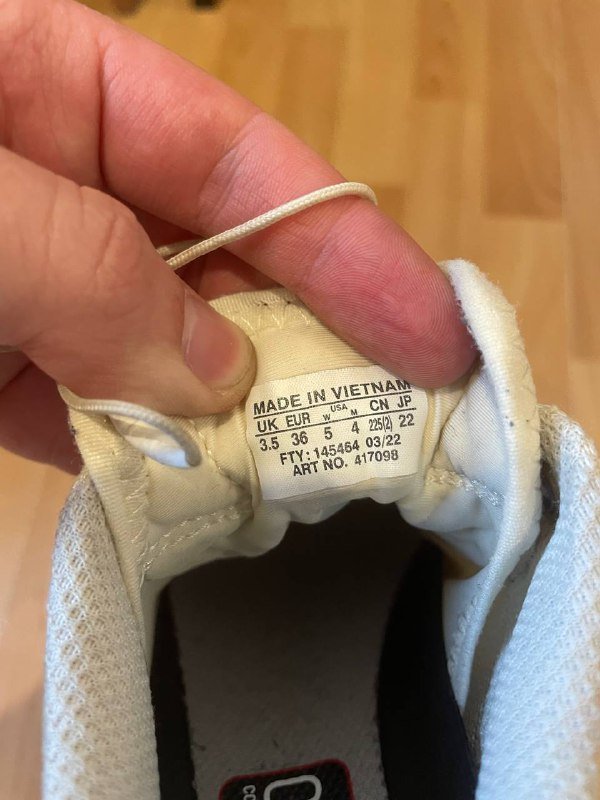 MADE IN VIETNAM
UK EUR W USA M CN JP
3.5 36 5 4 225(2) 22
FTY: 145464 03/22
ART NO. 417098